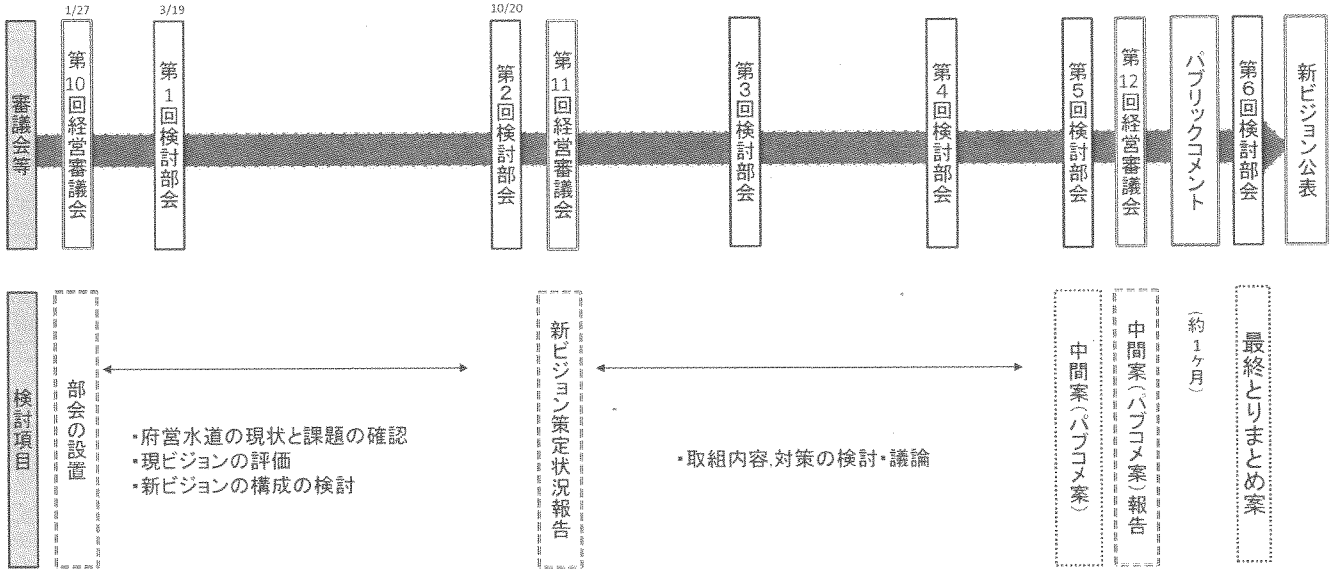 1/27
3/19
10/20
審議会等
第10回経営審議会
第1回検討部会
第2回検討部会
第11回経営審議会
第3回検討部会
第4回検討部会
第5回検討部会
第12回経営審議会
パブリックコメント
第6回検討部会
新ビジョン公表
検討項目
部会の設置
・府営水道の現状と課題の確認
・現ビジョンの評価
・新ビジョンの構成の検討
新ビジョン策定状況報告
・取組内容、対策の検討・議論
中間案(パブコメ案)
中間案(パブコメ案)報告
(約1ヶ月)
最終とりまとめ案